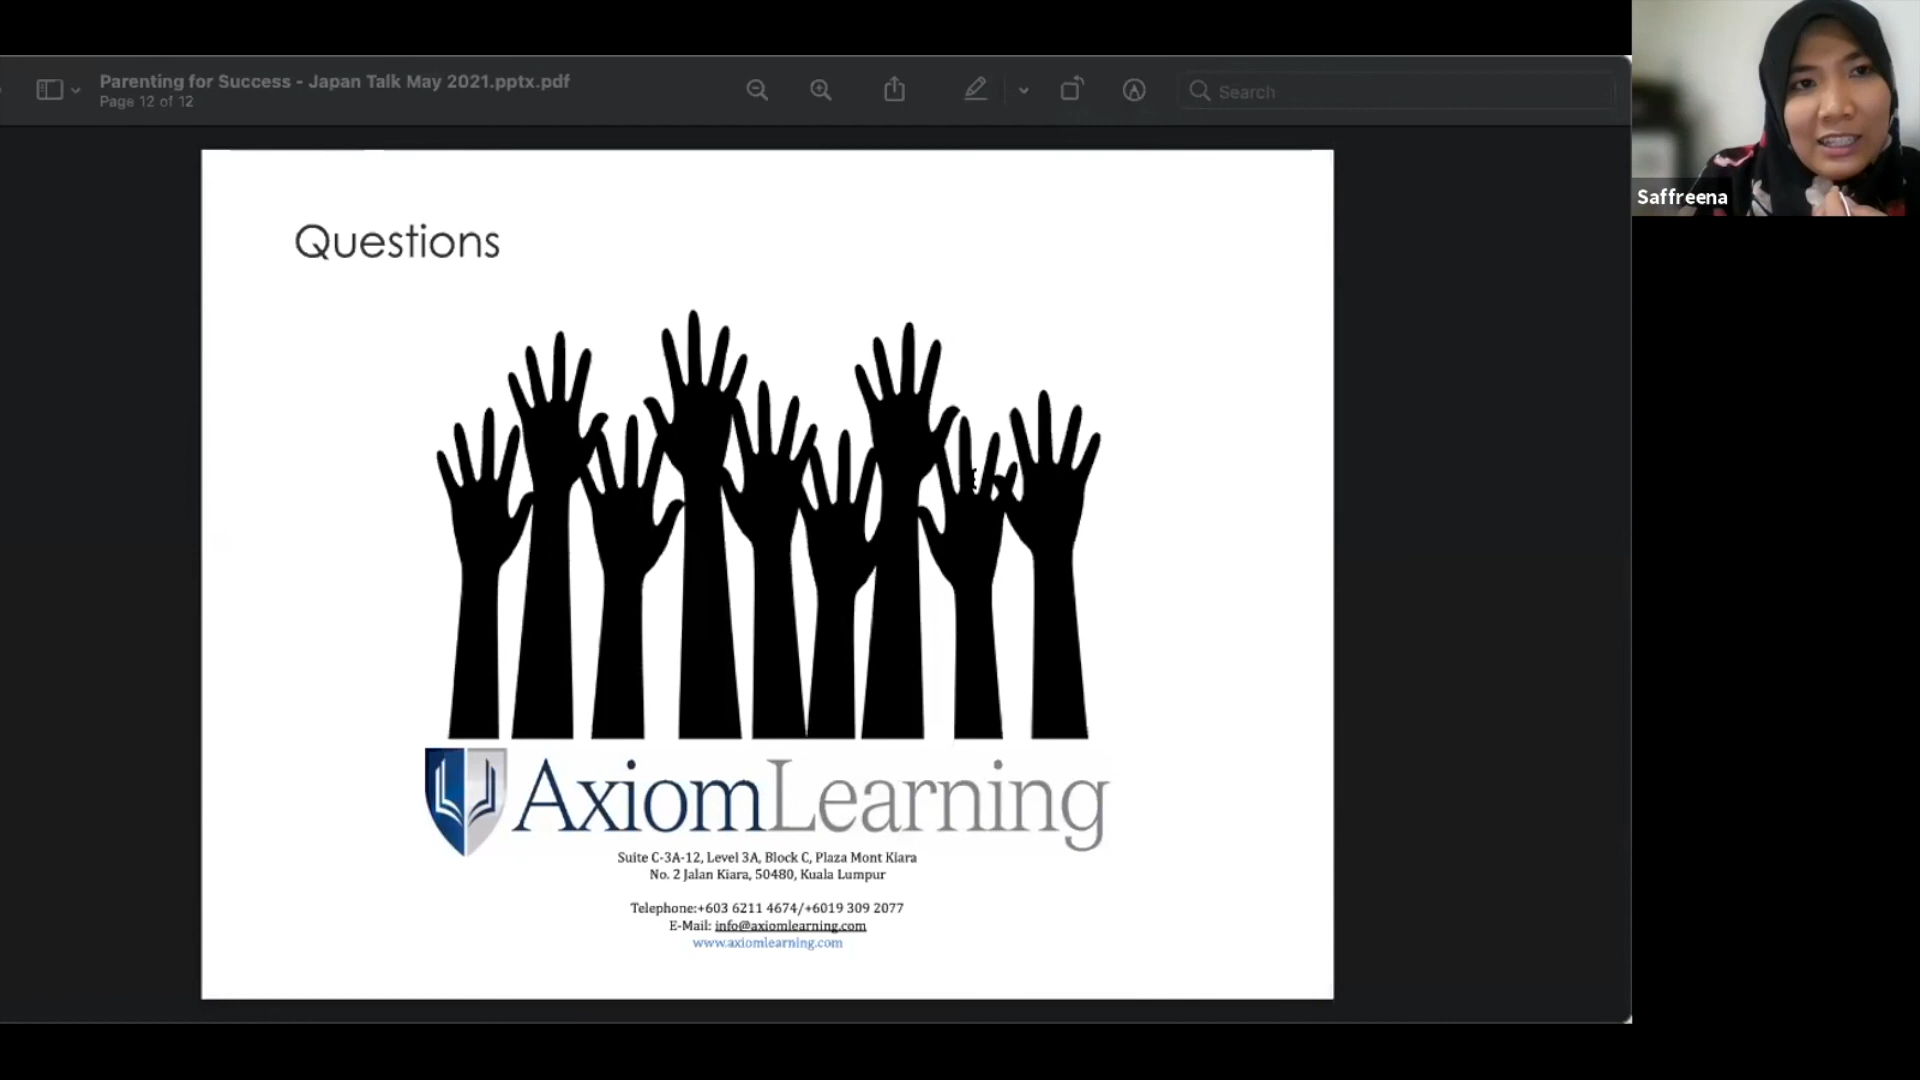 Parenting for Success - Japan Talk May 2021.pptx.pdf
Page 12 of 12
Search
Saffreena
Questions
AxiomLearning
Suite C-3A-12, Level 3A, Block C, Plaza Mont Kiara
No. 2 Jalan Kiara, 50480, Kuala Lumpur
Telephone:+603 6211 4674/+6019 309 2077
E-Mail: info@axiomlearning.com
www.axiomlearning.com